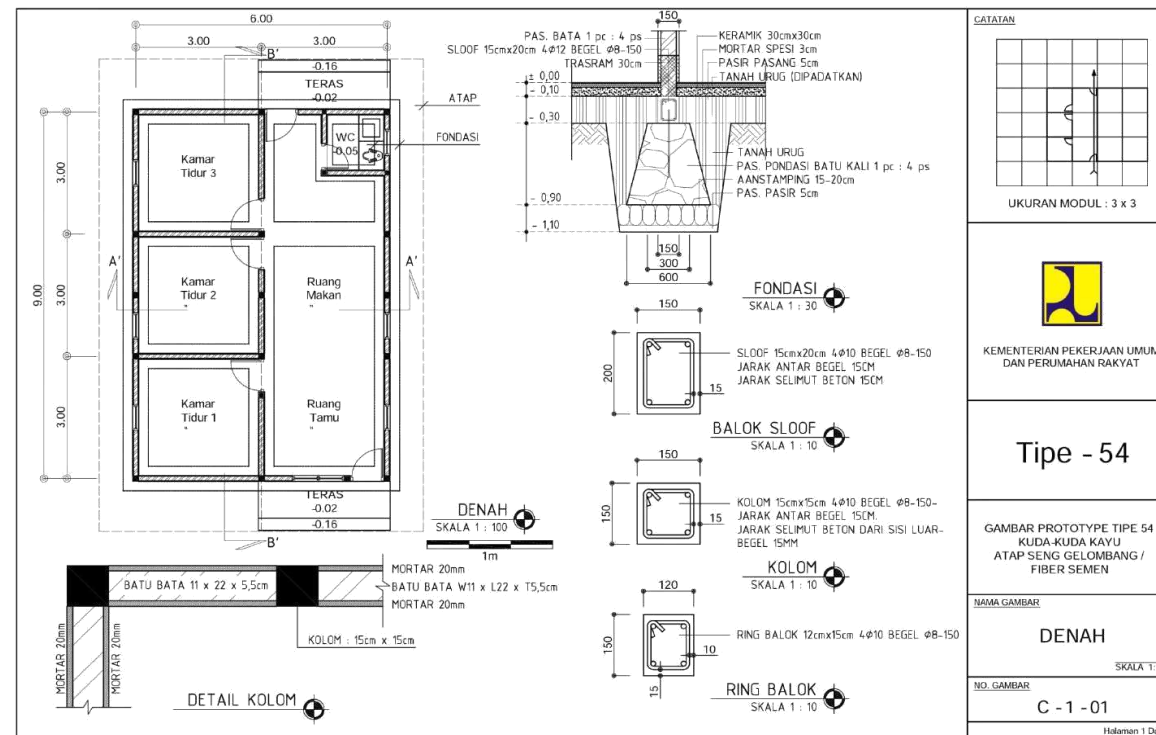 6.00
3.00
3.00
B'
-0.16
TERAS
-0.02
ATAP
FONDASI
WC
-0.05
Kamar
Tidur 3
3.00
A'
A'
9.00
3.00
Kamar
Tidur 2
"
Ruang
Makan
"
3.00
Kamar
Tidur 1
"
Ruang
Tamu
"
TERAS
-0.02
-0.16
B'
DENAH
SKALA 1 : 100
1m
150
PAS. BATA 1 pc : 4 ps
SLOOF 15cmx20cm 4Ø12 BEGEL Ø8-150
TRASRAM 30cm
KERAMIK 30cmx30cm
MORTAR SPESI 3cm
PASIR PASANG 5cm
TANAH URUG (DIPADATKAN)
± 0,00
- 0,10
- 0,30
- 0,90
- 1,10
TANAH URUG
PAS. PONDASI BATU KALI 1 pc : 4 ps
AANSTAMPING 15-20cm
PAS. PASIR 5cm
150
300
600
FONDASI
SKALA 1 : 30
150
200
15
SLOOF 15cmx20cm 4Ø10 BEGEL Ø8-150
JARAK ANTAR BEGEL 15CM
JARAK SELIMUT BETON 15CM
BALOK SLOOF
SKALA 1 : 10
150
150
15
KOLOM 15cmx15cm 4Ø10 BEGEL Ø8-150-
JARAK ANTAR BEGEL 15CM.
JARAK SELIMUT BETON DARI SISI LUAR-
BEGEL 15MM
KOLOM
SKALA 1 : 10
120
150
10
15
RING BALOK 12cmx15cm 4Ø10 BEGEL Ø8-150
RING BALOK
SKALA 1 : 10
MORTAR 20mm
BATU BATA 11 x 22 x 5,5cm
BATU BATA W11 x L22 x T5,5cm
MORTAR 20mm
KOLOM : 15cm x 15cm
MORTAR 20mm
MORTAR 20mm
DETAIL KOLOM
CATATAN
UKURAN MODUL : 3 x 3
KEMENTERIAN PEKERJAAN UMUM
DAN PERUMAHAN RAKYAT
Tipe - 54
GAMBAR PROTOTYPE TIPE 54
KUDA-KUDA KAYU
ATAP SENG GELOMBANG /
FIBER SEMEN
NAMA GAMBAR
DENAH
SKALA 1:
NO. GAMBAR
C - 1 - 01
Halaman 1